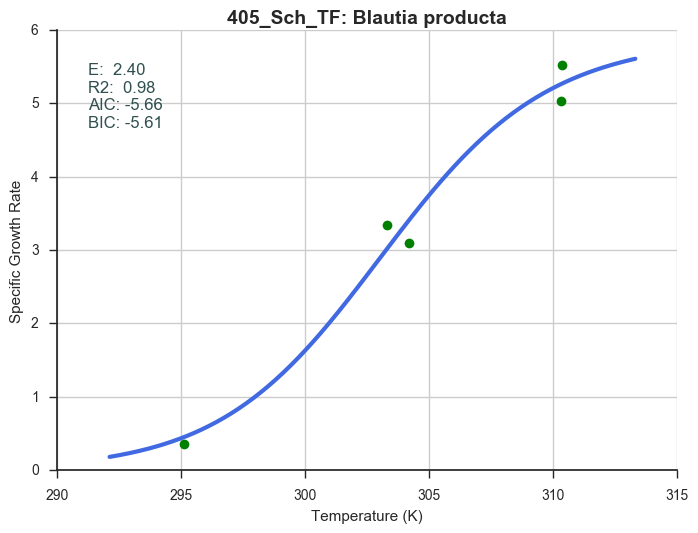 405_Sch_TF: Blautia producta
E:  2.40
R2:  0.98
AIC: -5.66
BIC: -5.61
Specific Growth Rate
6
5
4
3
2
1
0
290 295 300 305 310 315
Temperature (K)